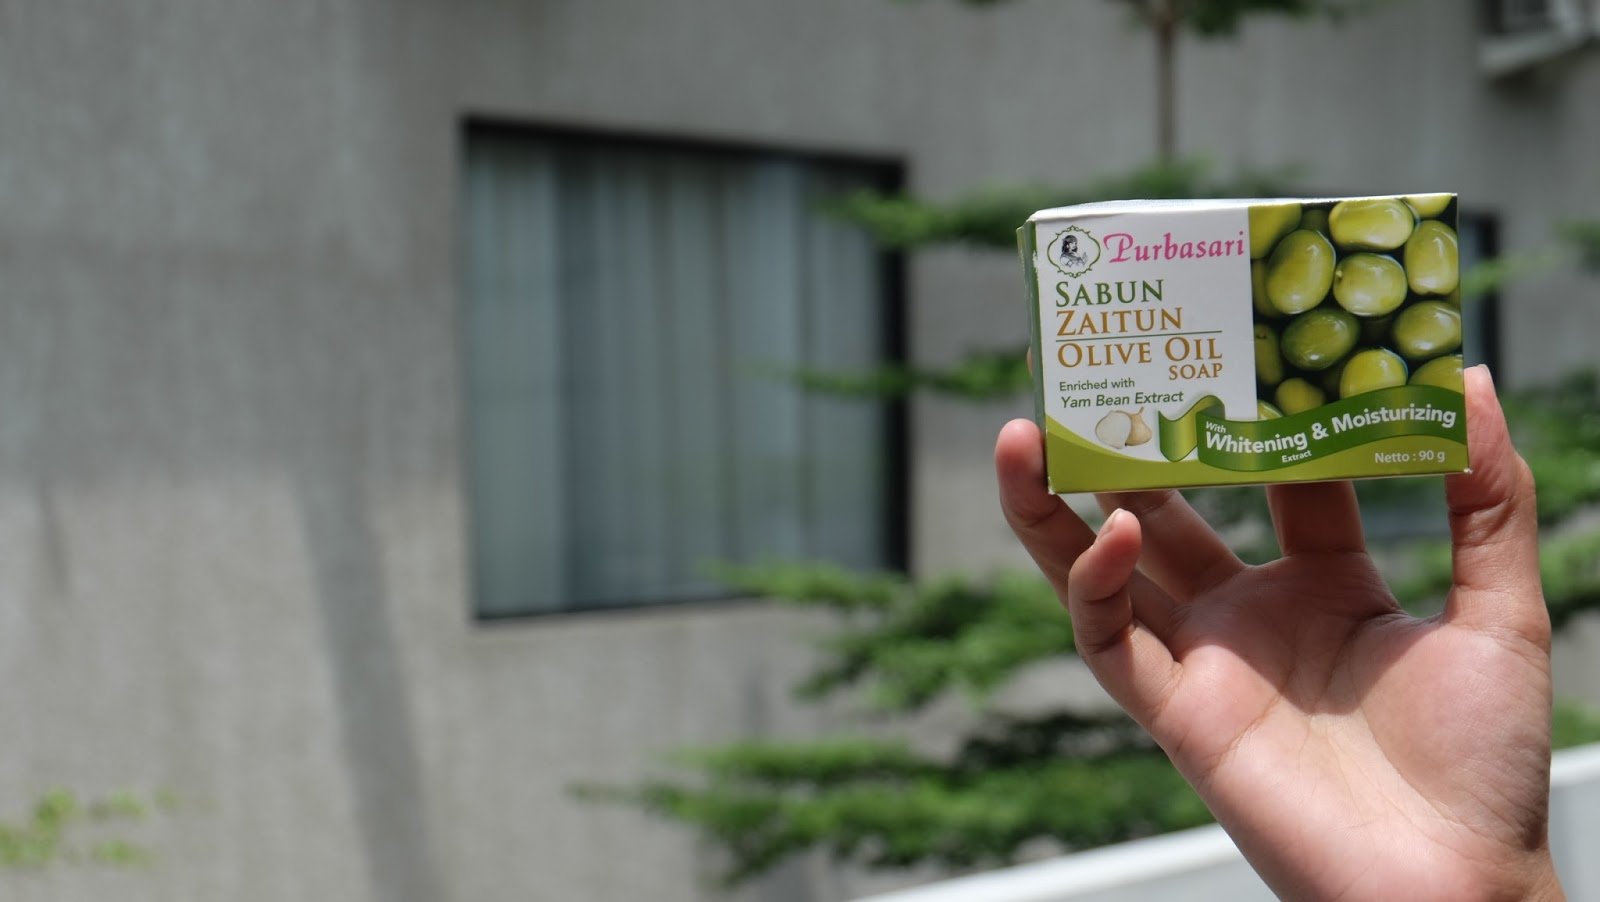 Purbasari
SABUN
ZAITUN
OLIVE OIL
SOAP
Enriched with
Yam Bean Extract
With
Whitening & Moisturizing
Extract
Netto : 90 g